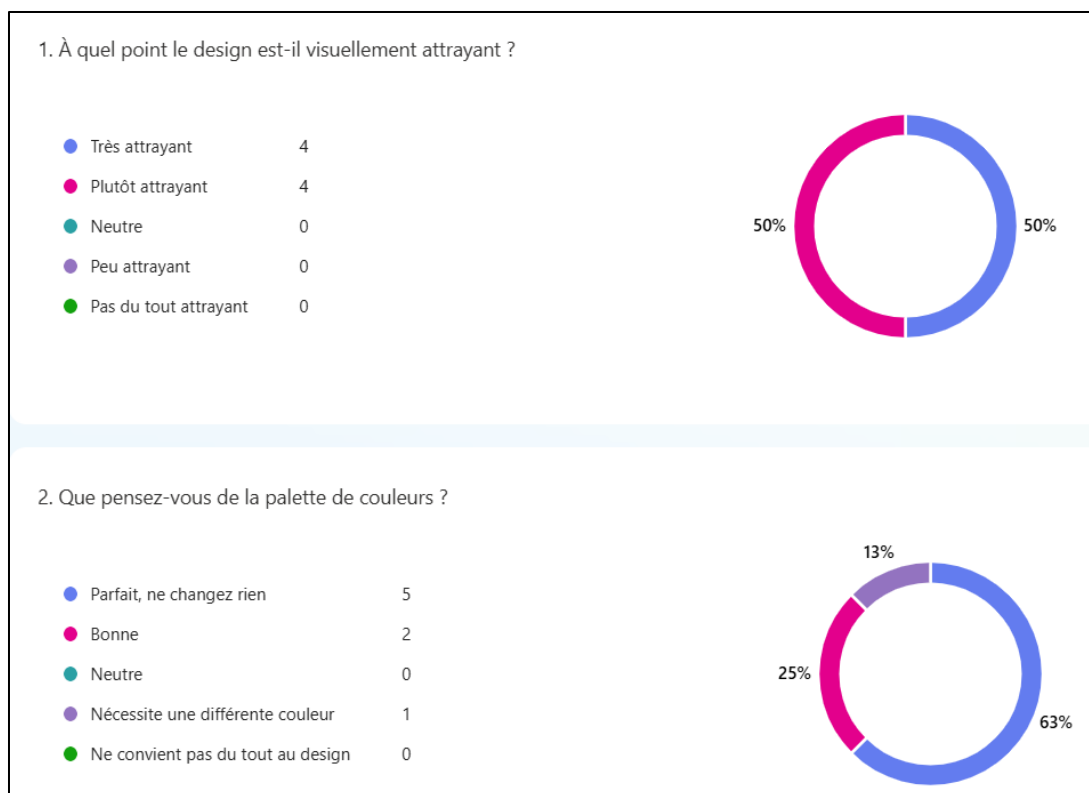 1. À quel point le design est-il visuellement attrayant ?
Très attrayant 4
Plutôt attrayant 4
Neutre 0
Peu attrayant 0
Pas du tout attrayant 0
50%
50%
2. Que pensez-vous de la palette de couleurs ?
Parfait, ne changez rien 5
Bonne 2
Neutre 0
Nécessite une différente couleur 1
Ne convient pas du tout au design 0
13%
25%
63%